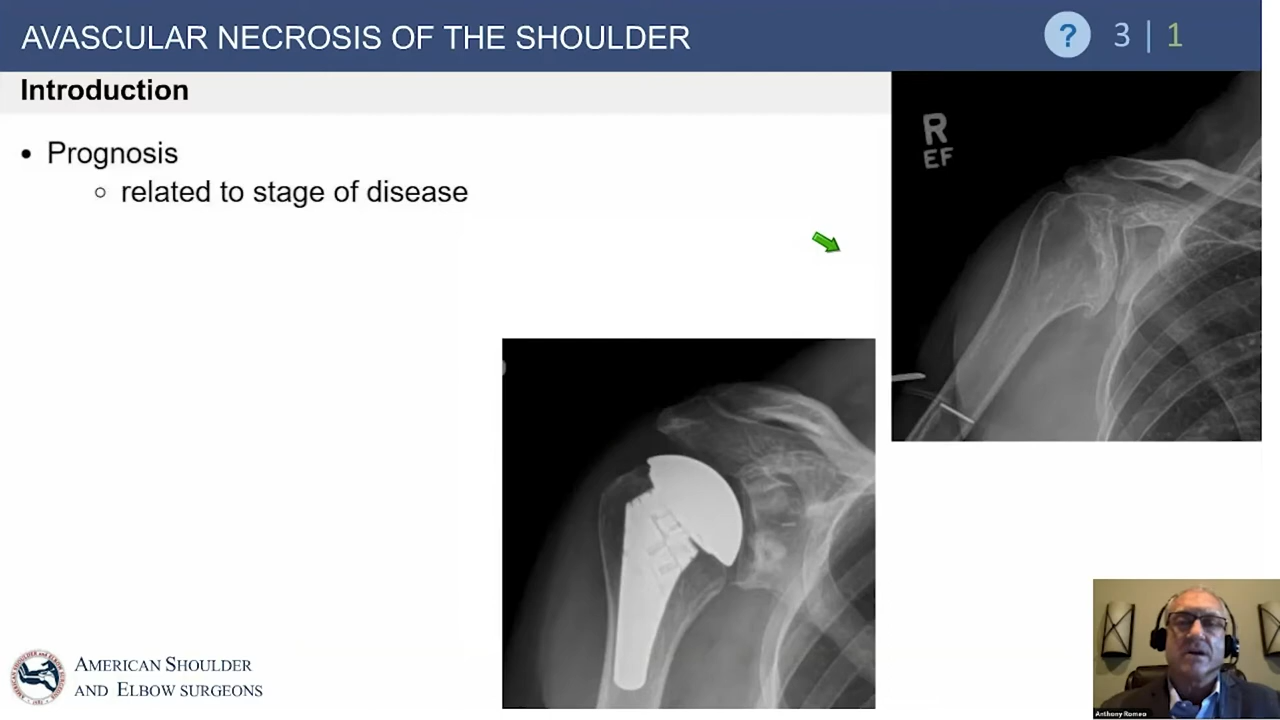 AVASCULAR NECROSIS OF THE SHOULDER
? 3 | 1
Introduction
• Prognosis
○ related to stage of disease
R
EF
AMERICAN SHOULDER
AND ELBOW SURGEONS
Anthony Romeo